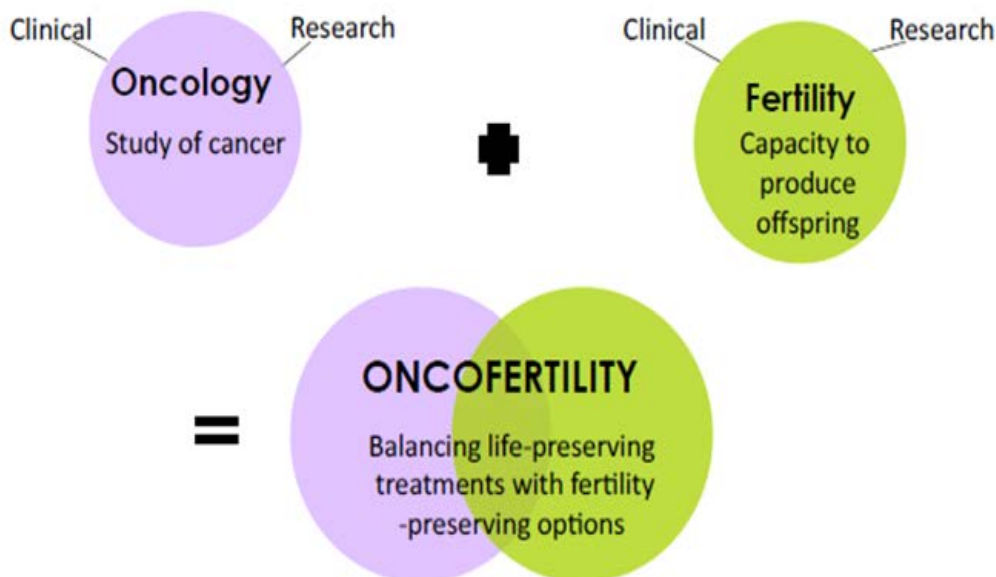 Clinical
Research
Oncology
Study of cancer
Clinical
Research
Fertility
Capacity to
produce
offspring
=
ONCOFERTILITY
Balancing life-preserving
treatments with fertility
-preserving options